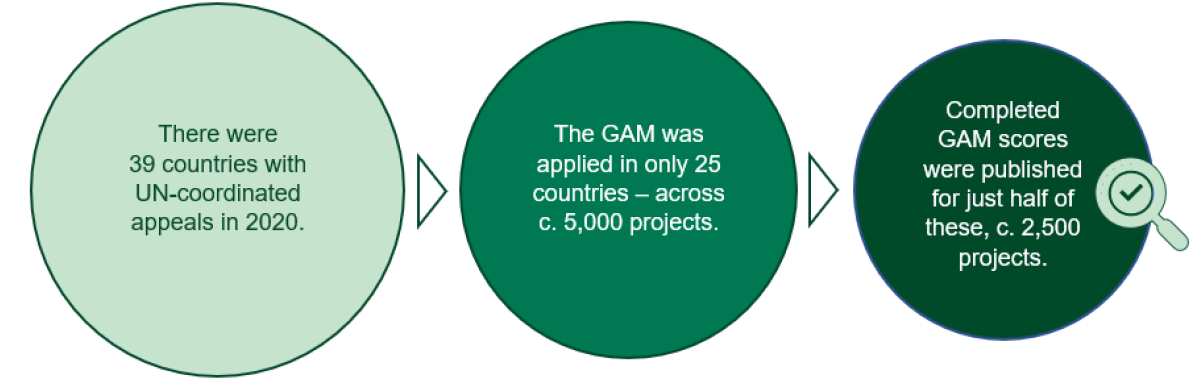 There were
39 countries with
UN-coordinated
appeals in 2020.
The GAM was
applied in only 25
countries – across
c. 5,000 projects.
Completed
GAM scores
were published
for just half of
these, c. 2,500
projects.